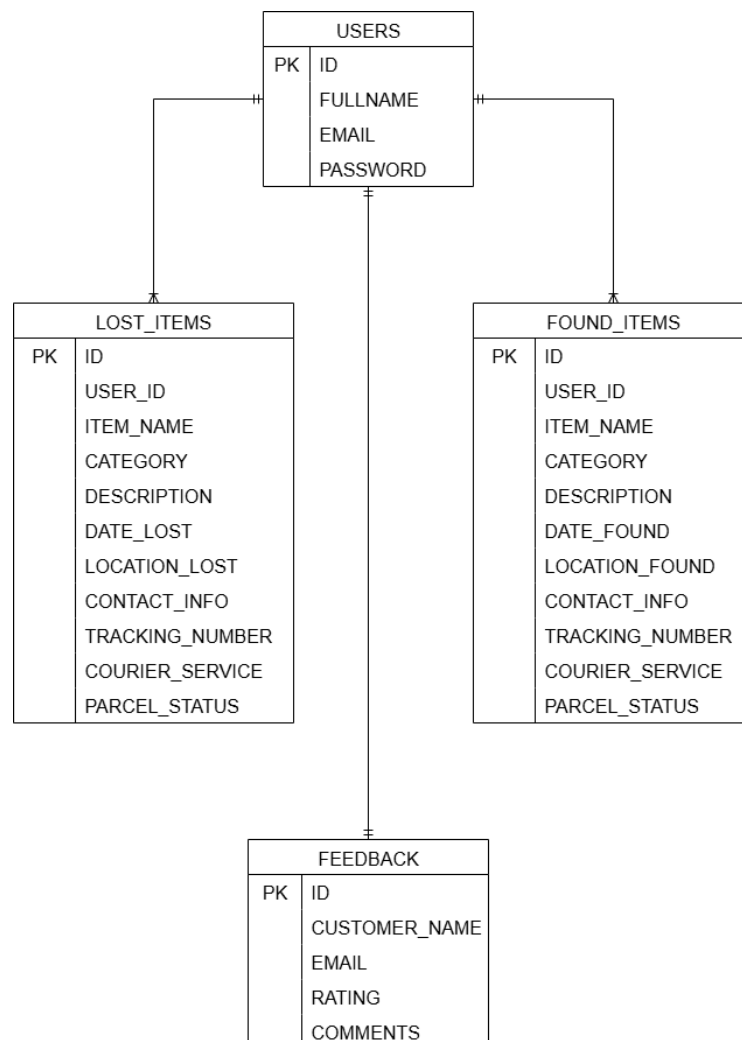 USERS
PK ID
FULLNAME
EMAIL
PASSWORD
LOST_ITEMS
PK ID
USER_ID
ITEM_NAME
CATEGORY
DESCRIPTION
DATE_LOST
LOCATION_LOST
CONTACT_INFO
TRACKING_NUMBER
COURIER_SERVICE
PARCEL_STATUS
FOUND_ITEMS
PK ID
USER_ID
ITEM_NAME
CATEGORY
DESCRIPTION
DATE_FOUND
LOCATION_FOUND
CONTACT_INFO
TRACKING_NUMBER
COURIER_SERVICE
PARCEL_STATUS
FEEDBACK
PK ID
CUSTOMER_NAME
EMAIL
RATING
COMMENTS